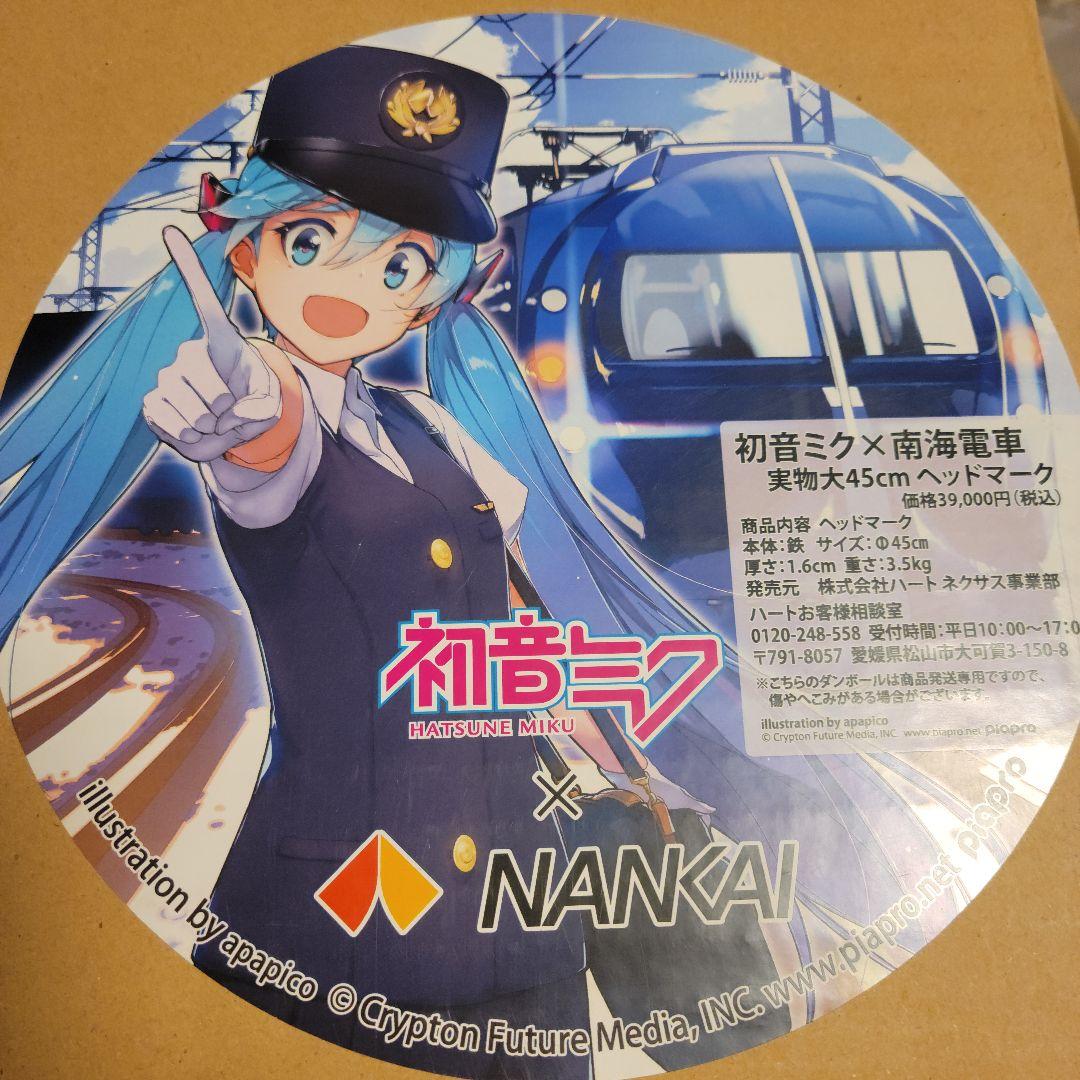 初音ミク×南海電車
実物大45cm ヘッドマーク
価格39,000円(税込)
商品内容 ヘッドマーク
本体:鉄 サイズ:Φ45cm
厚さ:1.6cm 重さ:3.5kg
発売元 株式会社ハート ネクサス事業部
ハートお客様相談室
0120-248-558 受付時間:平日10:00～17:0
〒791-8057 愛媛県松山市大可賀3-150-8
※こちらのダンボールは商品発送専用ですので、
傷やへこみがある場合がございます。
illustration by apapico
© Crypton Future Media, INC. www.piapro.net piapro
初音ミク
HATSUNE MIKU
×
NANKAI
illustration by apapico © Crypton Future Media, INC. www.piapro.net piapro